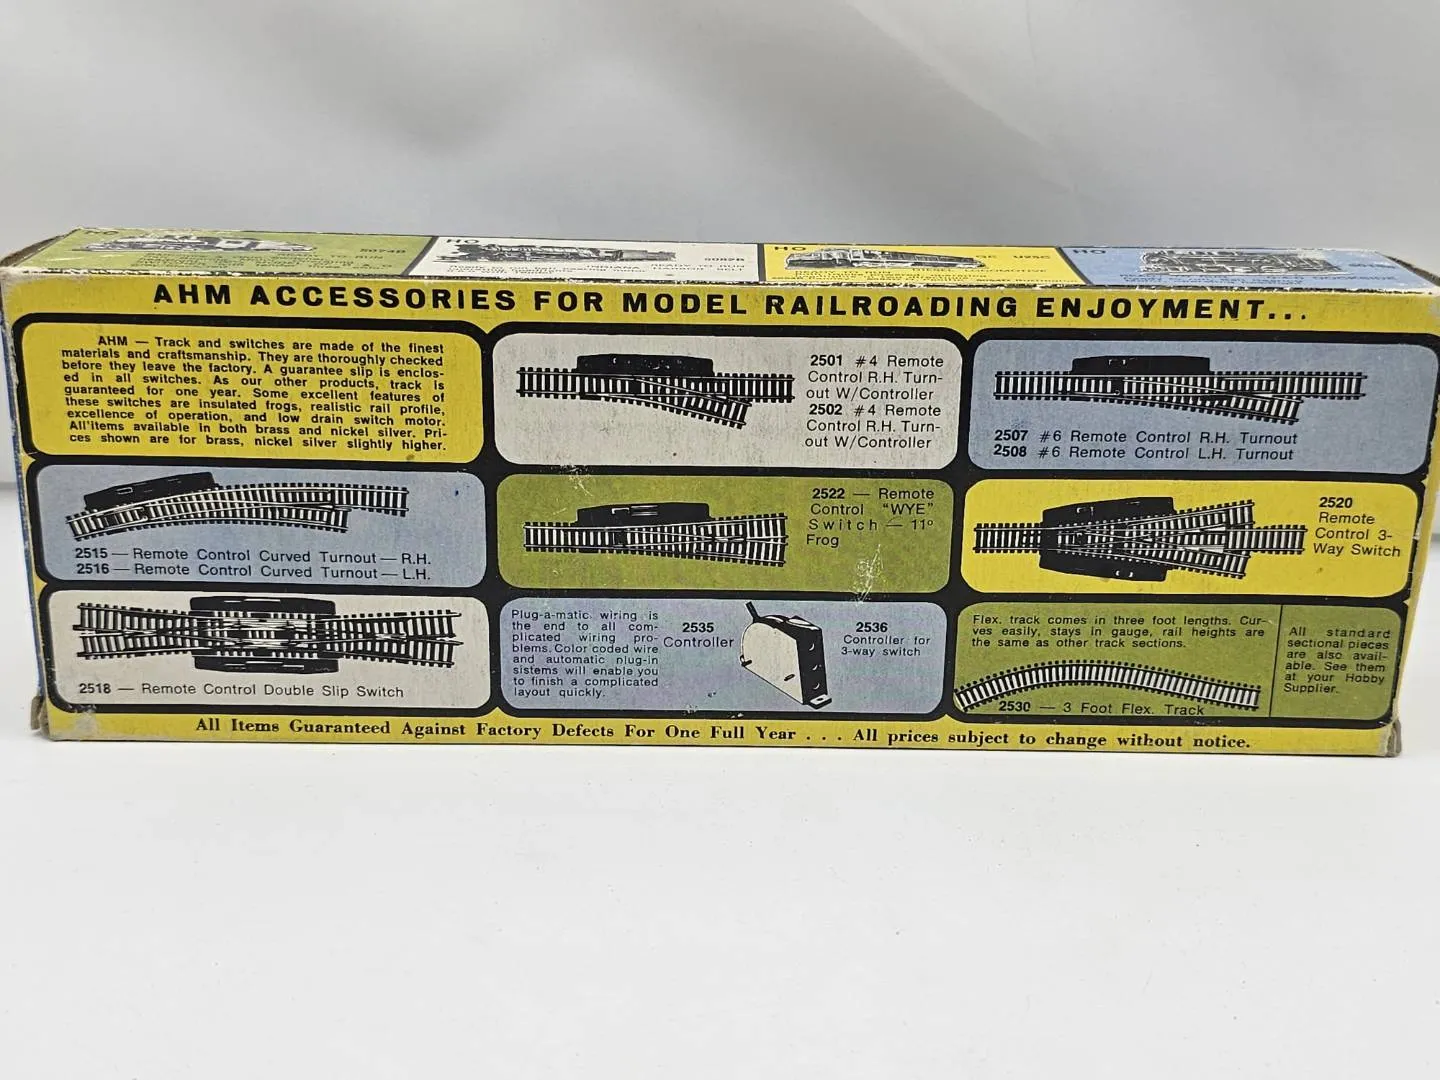 HO
5074B
HO
5082B
READY TO RUN
HO
U25C
HO
AHM ACCESSORIES FOR MODEL RAILROADING ENJOYMENT...
AHM — Track and switches are made of the finest
materials and craftsmanship. They are thoroughly checked
before they leave the factory. A guarantee slip is enclos-
ed in all switches. As our other products, track is
guaranteed for one year. Some excellent features of
these switches are insulated frogs, realistic rail profile,
excellence of operation, and low drain switch motor.
All items available in both brass and nickel silver. Pri-
ces shown are for brass, nickel silver slightly higher.
2501 #4 Remote
Control R.H. Turn-
out W/Controller
2502 #4 Remote
Control R.H. Turn-
out W/Controller
2507 #6 Remote Control R.H. Turnout
2508 #6 Remote Control L.H. Turnout
2515 — Remote Control Curved Turnout — R.H.
2516 — Remote Control Curved Turnout — L.H.
2522 — Remote
Control "WYE"
Switch — 11º
Frog
2520
Remote
Control 3-
Way Switch
2518 — Remote Control Double Slip Switch
Plug-a-matic wiring is
the end to all com-
plicated wiring pro-
blems. Color coded wire
and automatic plug-in
sistems will enable you
to finish a complicated
layout quickly.
2535
Controller
2536
Controller for
3-way switch
Flex. track comes in three foot lengths. Cur-
ves easily, stays in gauge, rail heights are
the same as other track sections.
2530 — 3 Foot Flex. Track
All standard
sectional pieces
are also avail-
able. See them
at your Hobby
Supplier.
All Items Guaranteed Against Factory Defects For One Full Year . . . All prices subject to change without notice.